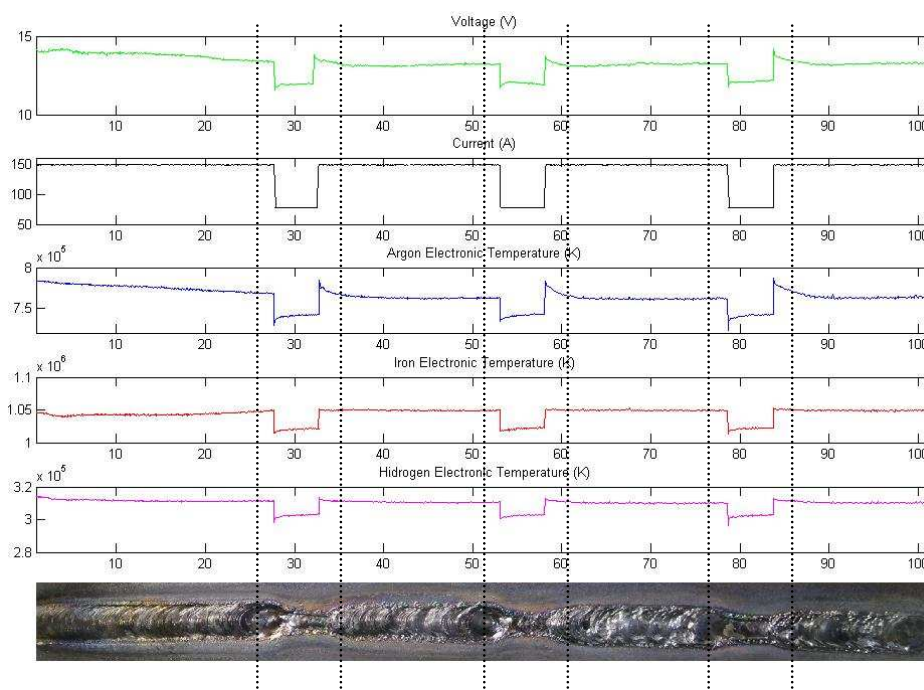 Voltage (V)
15
10
10 20 30 40 50 60 70 80 90 100
Current (A)
150
100
50
10 20 30 40 50 60 70 80 90 100
x 10^5
Argon Electronic Temperature (K)
8
7.5
10 20 30 40 50 60 70 80 90 100
x 10^6
Iron Electronic Temperature (K)
1.1
1.05
1
10 20 30 40 50 60 70 80 90 100
x 10^5
Hidrogen Electronic Temperature (K)
3.2
3
2.8
10 20 30 40 50 60 70 80 90 100